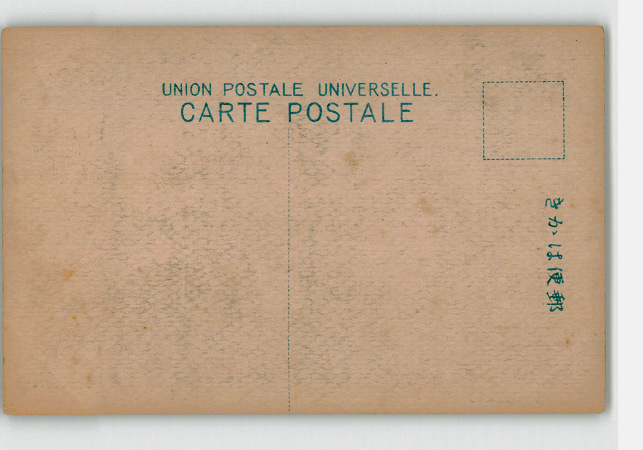 UNION POSTALE UNIVERSELLE.
CARTE POSTALE
きかは便郵